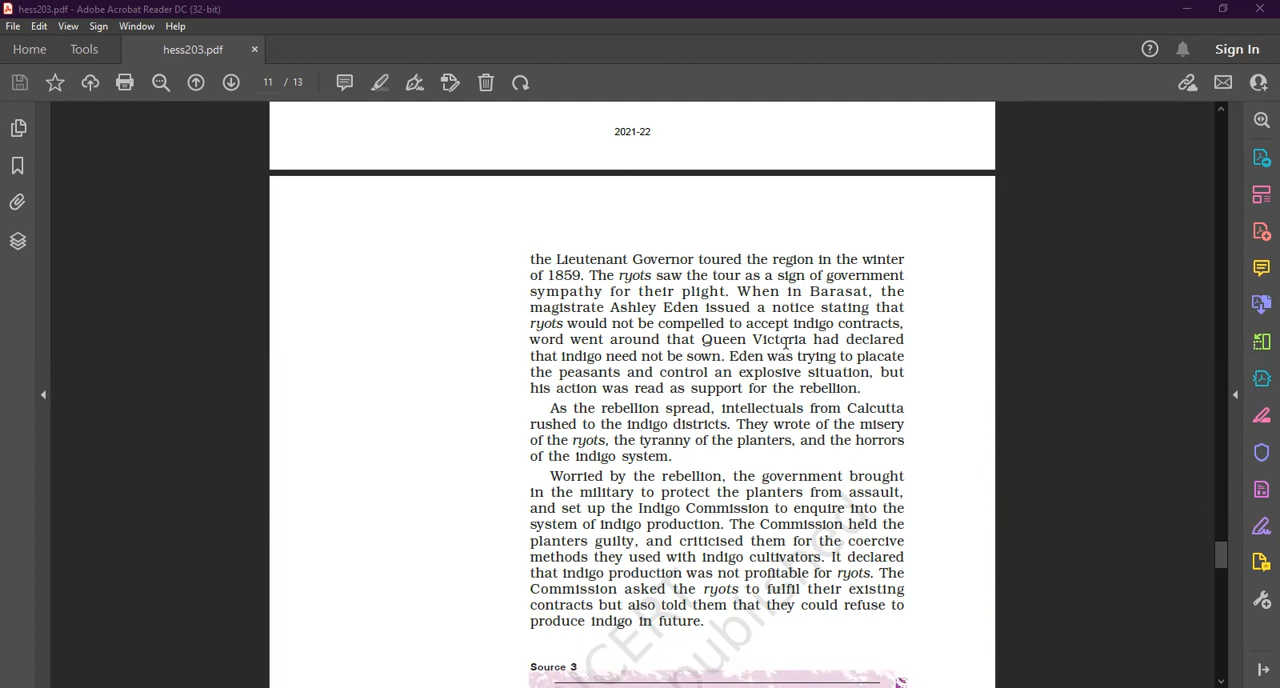 hess203.pdf - Adobe Acrobat Reader DC (32-bit)
File Edit View Sign Window Help
Home Tools hess203.pdf Sign In
11 / 13
2021-22
the Lieutenant Governor toured the region in the winter
of 1859. The ryots saw the tour as a sign of government
sympathy for their plight. When in Barasat, the
magistrate Ashley Eden issued a notice stating that
ryots would not be compelled to accept indigo contracts,
word went around that Queen Victoria had declared
that indigo need not be sown. Eden was trying to placate
the peasants and control an explosive situation, but
his action was read as support for the rebellion.
As the rebellion spread, intellectuals from Calcutta
rushed to the indigo districts. They wrote of the misery
of the ryots, the tyranny of the planters, and the horrors
of the indigo system.
Worried by the rebellion, the government brought
in the military to protect the planters from assault,
and set up the Indigo Commission to enquire into the
system of indigo production. The Commission held the
planters guilty, and criticised them for the coercive
methods they used with indigo cultivators. It declared
that indigo production was not profitable for ryots. The
Commission asked the ryots to fulfil their existing
contracts but also told them that they could refuse to
produce indigo in future.
Source 3
NCERT
published